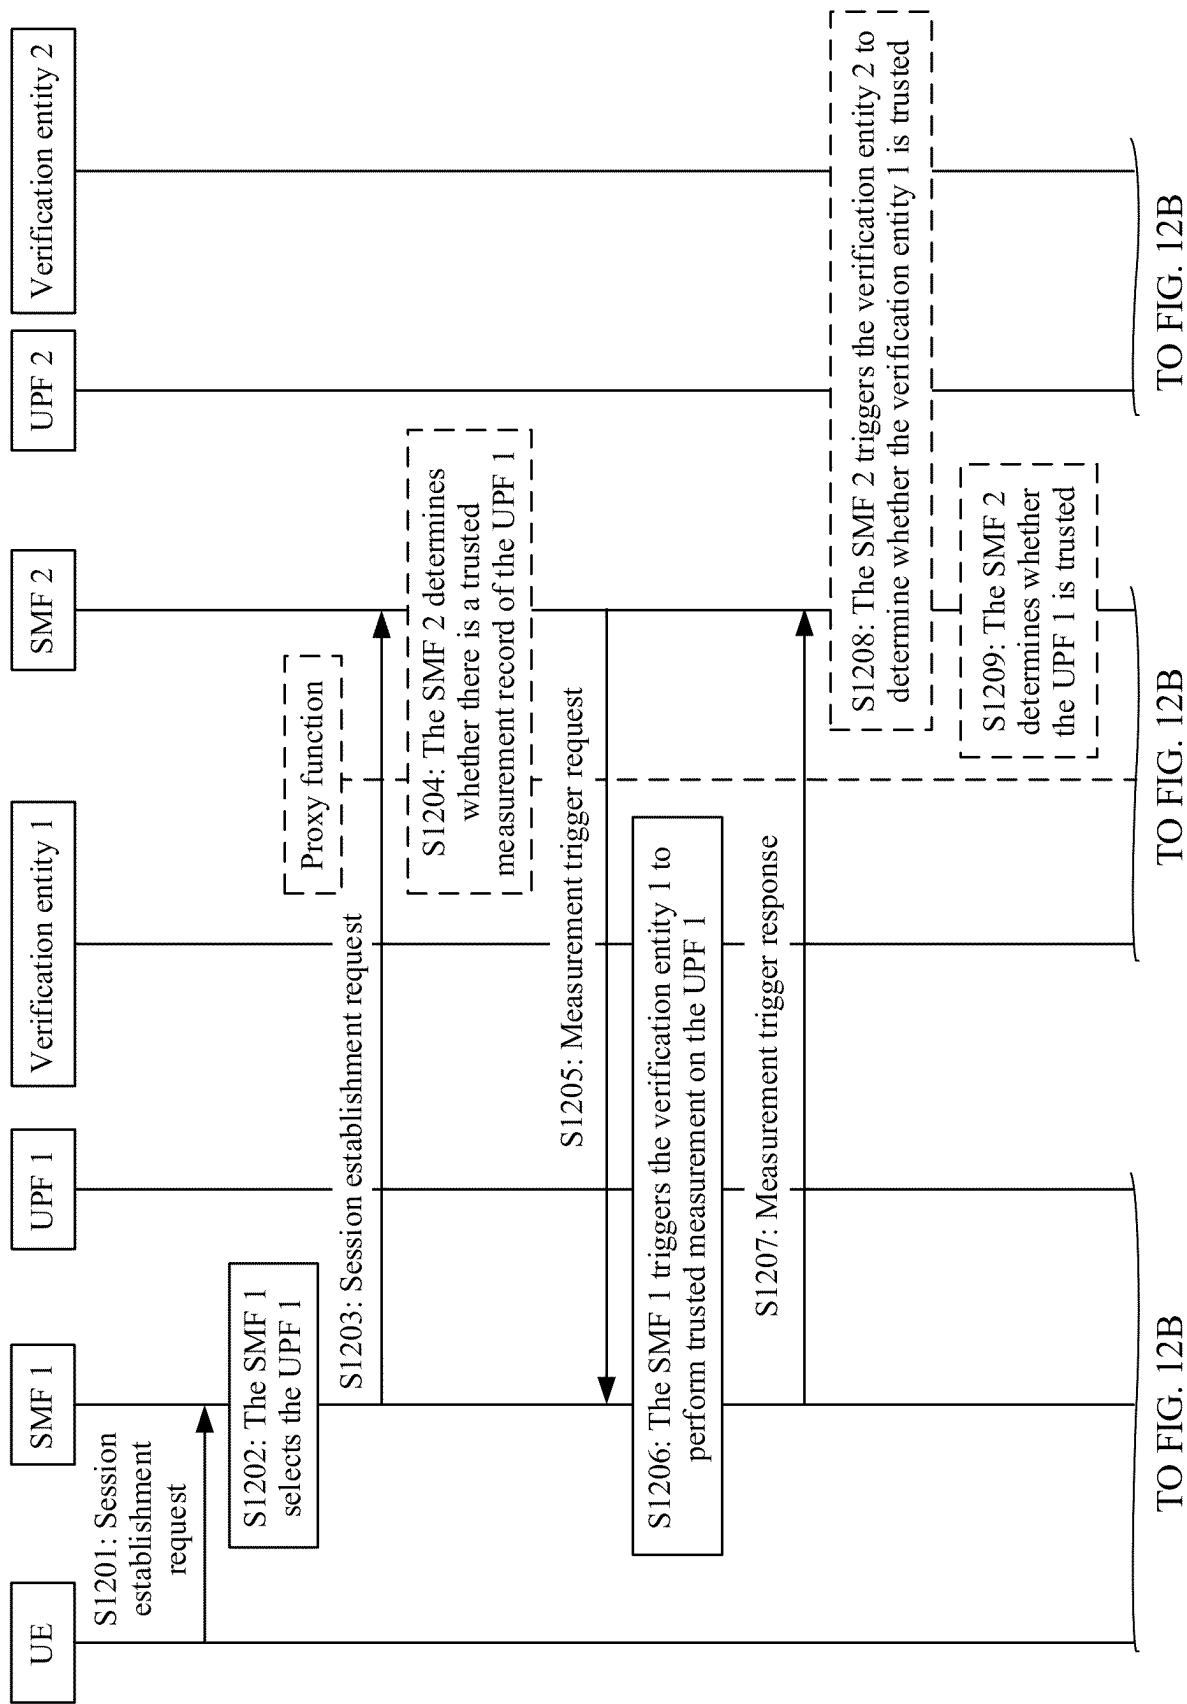 UE
SMF 1
UPF 1
Verification entity 1
SMF 2
UPF 2
Verification entity 2
S1201: Session
establishment
request
S1202: The SMF 1
selects the UPF 1
Proxy function
S1203: Session establishment request
S1204: The SMF 2 determines
whether there is a trusted
measurement record of the UPF 1
S1205: Measurement trigger request
S1206: The SMF 1 triggers the verification entity 1 to
perform trusted measurement on the UPF 1
S1207: Measurement trigger response
S1208: The SMF 2 triggers the verification entity 2 to
determine whether the verification entity 1 is trusted
S1209: The SMF 2
determines whether
the UPF 1 is trusted
TO FIG. 12B
TO FIG. 12B
TO FIG. 12B